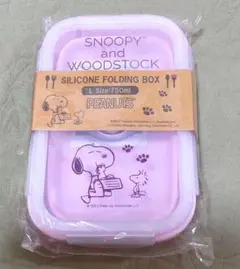 SNOOPY
and
WOODSTOCK
SILICONE FOLDING BOX
L Size/750ml
PEANUTS